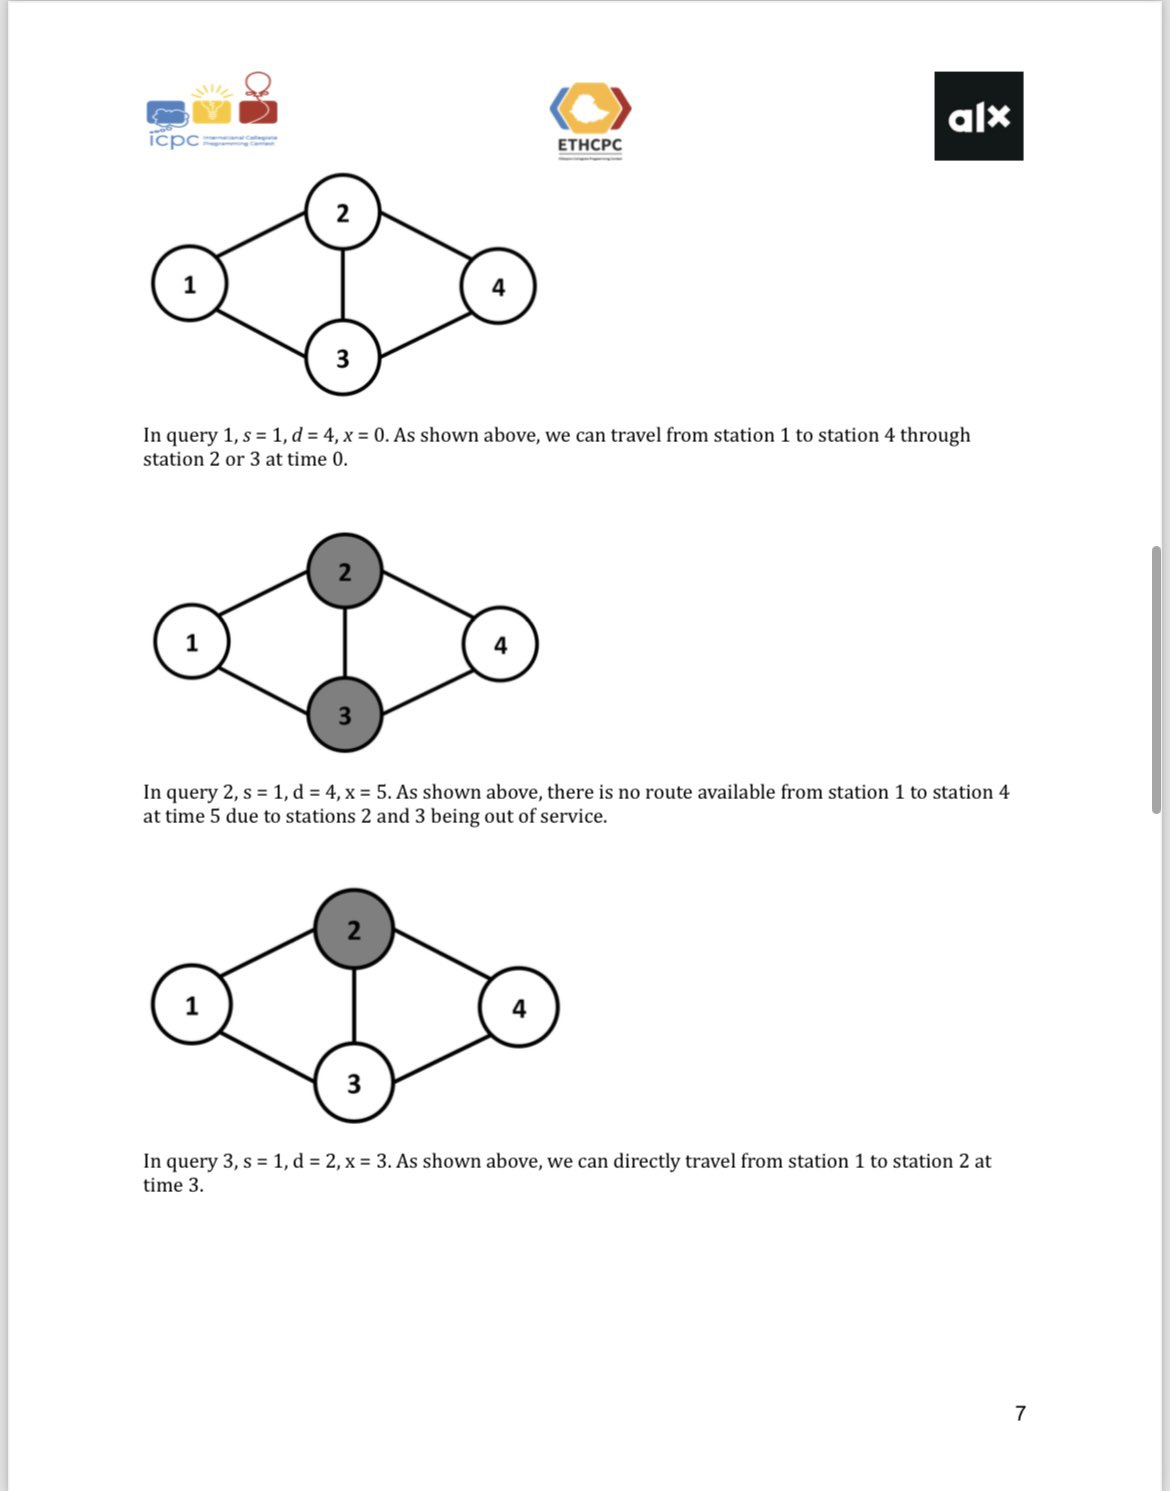 icpc International Collegiate
Programming Contest
ETHCPC
alx
2
1
4
3
In query 1, s = 1, d = 4, x = 0. As shown above, we can travel from station 1 to station 4 through
station 2 or 3 at time 0.
2
1
4
3
In query 2, s = 1, d = 4, x = 5. As shown above, there is no route available from station 1 to station 4
at time 5 due to stations 2 and 3 being out of service.
2
1
4
3
In query 3, s = 1, d = 2, x = 3. As shown above, we can directly travel from station 1 to station 2 at
time 3.
7